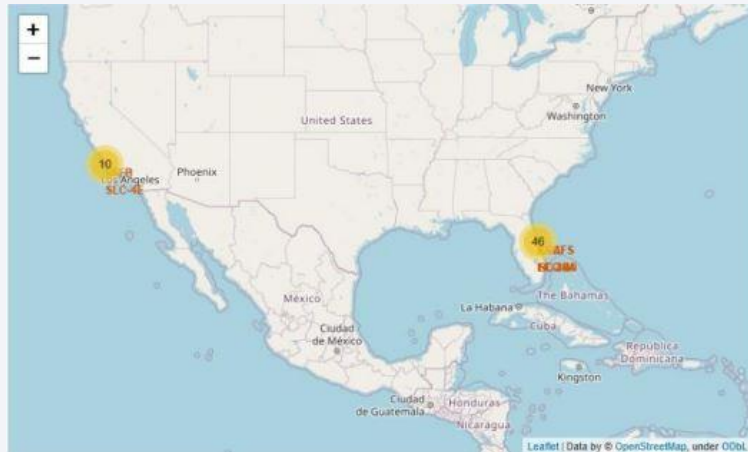 +
−
New York
Washington
United States
10
Los Angeles
SLC-4E
Phoenix
46
La Habana
The Bahamas
Cuba
México
Ciudad
de México
República
Dominicana
Kingston
Ciudad
de Guatemala
Honduras
Nicaragua
Leaflet | Data by © OpenStreetMap, under ODbL